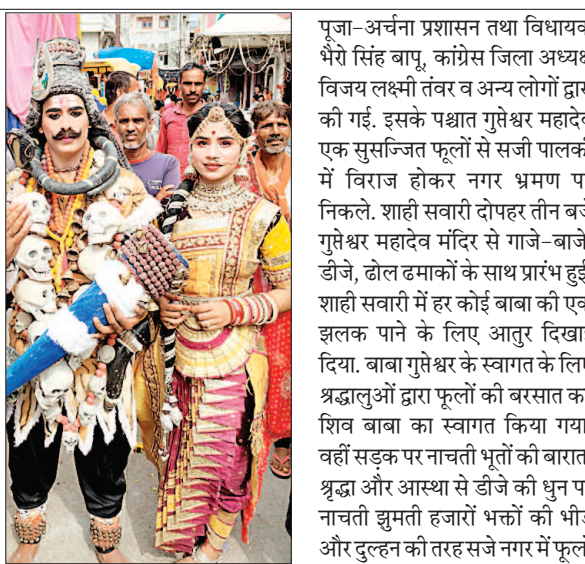 पूजा-अर्चना प्रशासन तथा विधायक
भैरो सिंह बापू, कांग्रेस जिला अध्यक्ष
विजय लक्ष्मी तंवर व अन्य लोगों द्वारा
की गई. इसके पश्चात गुप्तेश्वर महादेव
एक सुसज्जित फूलों से सजी पालकी
में विराज होकर नगर भ्रमण पर
निकले. शाही सवारी दोपहर तीन बजे
गुप्तेश्वर महादेव मंदिर से गाजे-बाजे,
डीजे, ढोल ढमाकों के साथ प्रारंभ हुई.
शाही सवारी में हर कोई बाबा की एक
झलक पाने के लिए आतुर दिखाई
दिया. बाबा गुप्तेश्वर के स्वागत के लिए
श्रद्धालुओं द्वारा फूलों की बरसात कर
शिव बाबा का स्वागत किया गया.
वहीं सड़क पर नाचती भूतों की बारात,
श्रृद्धा और आस्था से डीजे की धुन पर
नाचती झुमती हजारों भक्तों की भीड़
और दुल्हन की तरह सजे नगर में फूलों